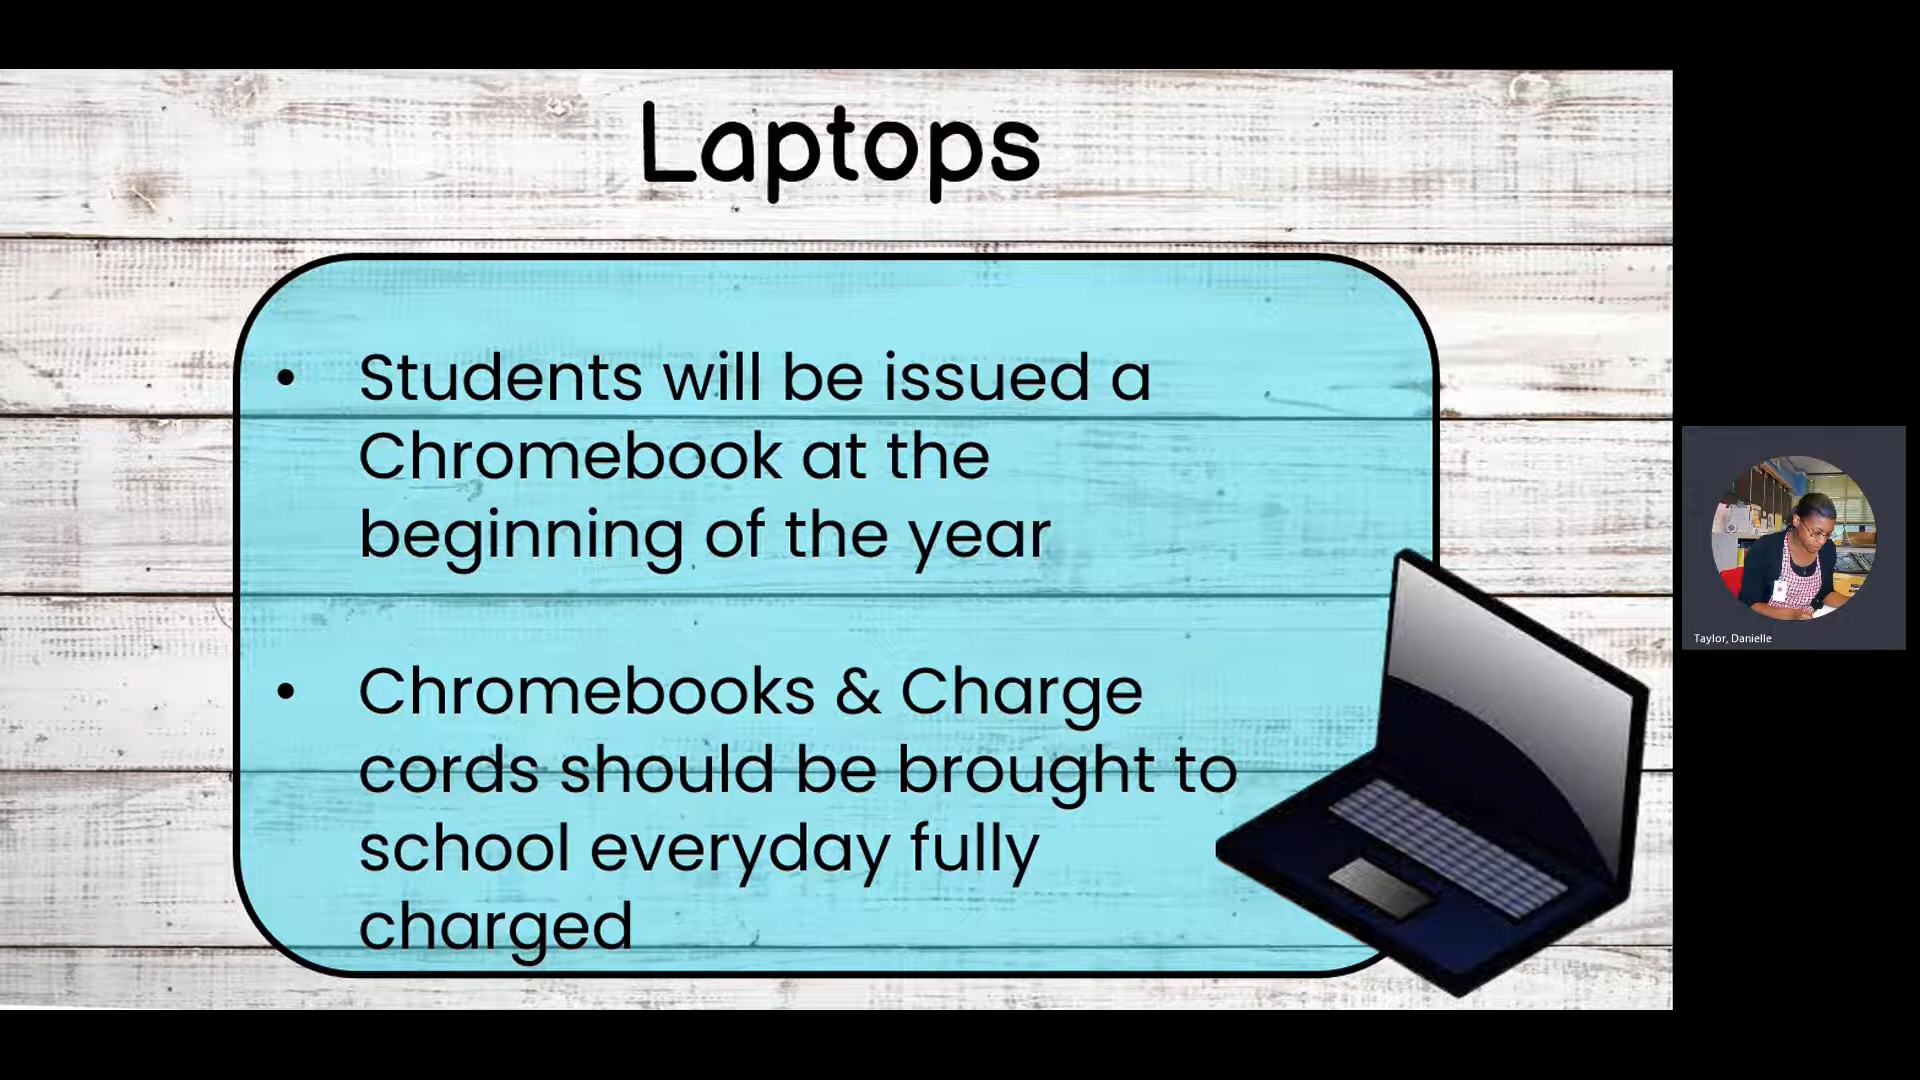 Laptops
• Students will be issued a
Chromebook at the
beginning of the year
• Chromebooks & Charge
cords should be brought to
school everyday fully
charged
Taylor, Danielle